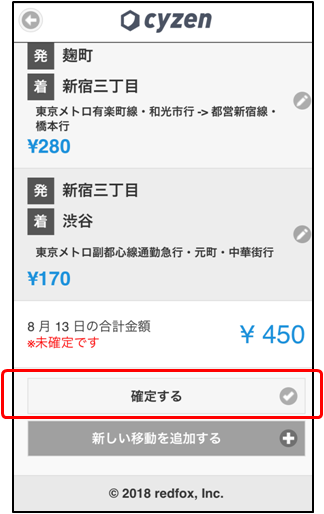 cyzen
発 麹町
着 新宿三丁目
東京メトロ有楽町線・和光市行 -> 都営新宿線・
橋本行
¥280
発 新宿三丁目
着 渋谷
東京メトロ副都心線通勤急行・元町・中華街行
¥170
8 月 13 日の合計金額
※未確定です
¥ 450
確定する
新しい移動を追加する
© 2018 redfox, Inc.